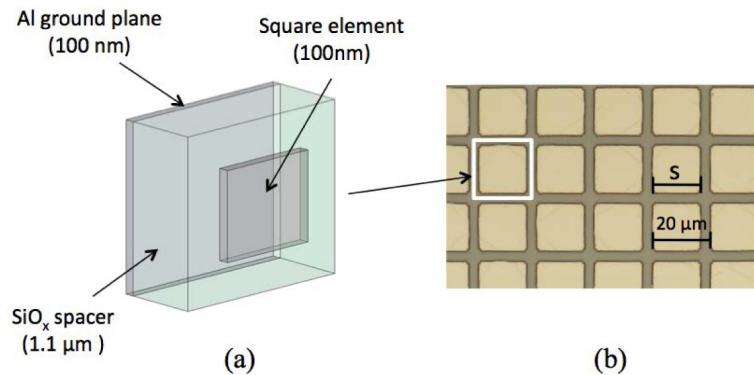 Al ground plane
(100 nm)
Square element
(100nm)
SiOx spacer
(1.1 µm )
(a)
S
20 µm
(b)